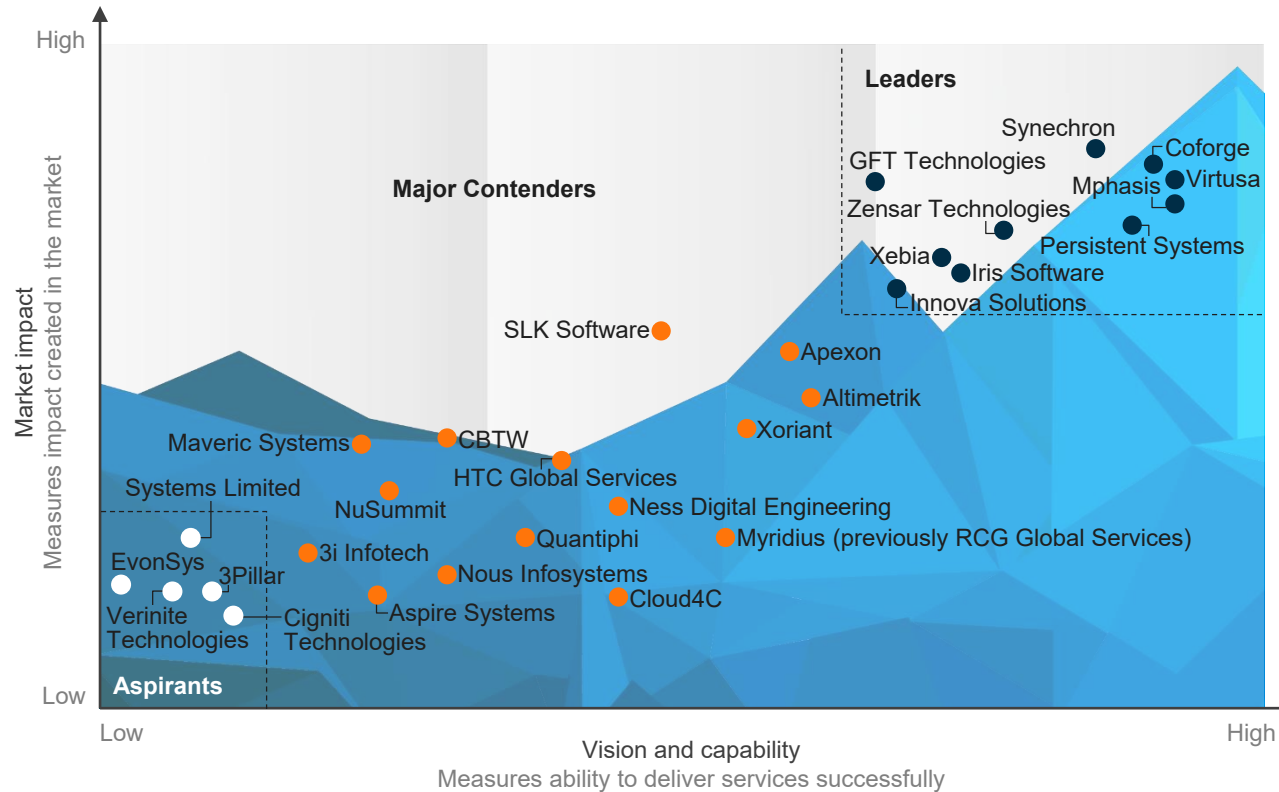 High
Leaders
Synechron
Coforge
GFT Technologies
Virtusa
Mphasis
Major Contenders
Zensar Technologies
Persistent Systems
Xebia
Iris Software
Innova Solutions
SLK Software
Apexon
Altimetrik
Xoriant
Maveric Systems
CBTW
HTC Global Services
Systems Limited
NuSummit
Ness Digital Engineering
Quantiphi
Myridius (previously RCG Global Services)
3i Infotech
EvonSys
3Pillar
Nous Infosystems
Cloud4C
Aspire Systems
Verinite
Technologies
Cigniti
Technologies
Aspirants
Market impact
Measures impact created in the market
Low
Low
High
Vision and capability
Measures ability to deliver services successfully